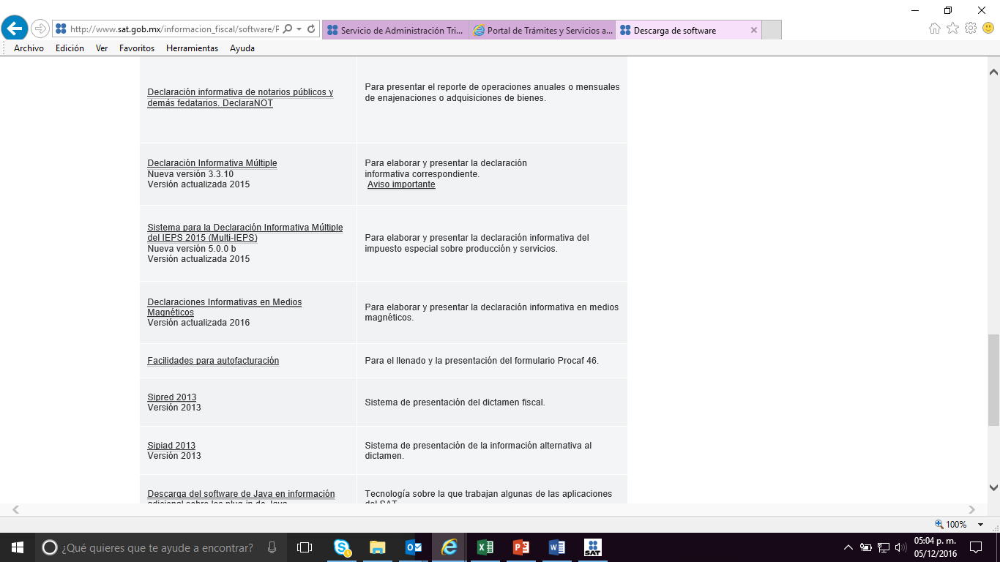 http://www.sat.gob.mx/informacion_fiscal/software/P
Servicio de Administración Tri...
Portal de Trámites y Servicios a...
Descarga de software
Archivo Edición Ver Favoritos Herramientas Ayuda
Declaración informativa de notarios públicos y
demás fedatarios. DeclaraNOT
Para presentar el reporte de operaciones anuales o mensuales
de enajenaciones o adquisiciones de bienes.
Declaración Informativa Múltiple
Nueva versión 3.3.10
Versión actualizada 2015
Para elaborar y presentar la declaración
informativa correspondiente.
Aviso importante
Sistema para la Declaración Informativa Múltiple
del IEPS 2015 (Multi-IEPS)
Nueva versión 5.0.0 b
Versión actualizada 2015
Para elaborar y presentar la declaración informativa del
impuesto especial sobre producción y servicios.
Declaraciones Informativas en Medios
Magnéticos
Versión actualizada 2016
Para elaborar y presentar la declaración informativa en medios
magnéticos.
Facilidades para autofacturación
Para el llenado y la presentación del formulario Procaf 46.
Sipred 2013
Versión 2013
Sistema de presentación del dictamen fiscal.
Sipiad 2013
Versión 2013
Sistema de presentación de la información alternativa al
dictamen.
Descarga del software de Java en información
adicional sobre los plug-in de Java
Tecnología sobre la que trabajan algunas de las aplicaciones
del SAT
100%
¿Qué quieres que te ayude a encontrar?
SAT
05:04 p. m.
05/12/2016